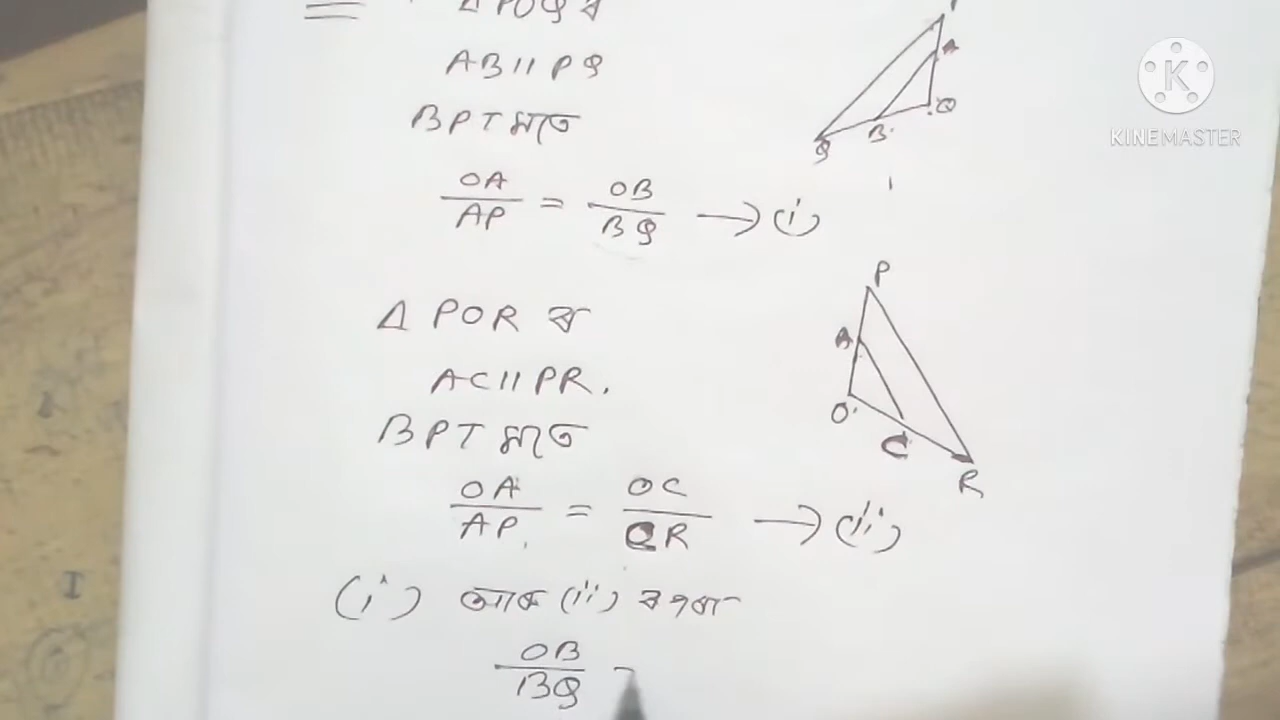 Δ POQ ৰ
AB॥PQ
BPT মতে
OA/AP = OB/BQ → (i)
Δ POR ৰ
AC॥PR.
BPT মতে
OA/AP = OC/CR → (ii)
(i) আৰু (ii) ৰ পৰা
OB/BQ =
A
O
B
Q
P
A
O
C
R
KINEMASTER